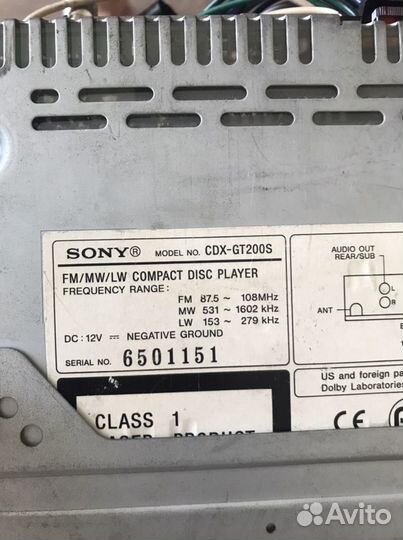 SONY® MODEL NO. CDX-GT200S
FM/MW/LW COMPACT DISC PLAYER
FREQUENCY RANGE:
FM 87.5 ~ 108MHz
MW 531 ~ 1602 kHz
LW 153 ~ 279 kHz
DC : 12V ⎓ NEGATIVE GROUND
SERIAL NO. 6501151
CLASS 1
LASER PRODUCT
AUDIO OUT
REAR/SUB
L
R
ANT
US and foreign
Dolby Laboratories
CE
Avito